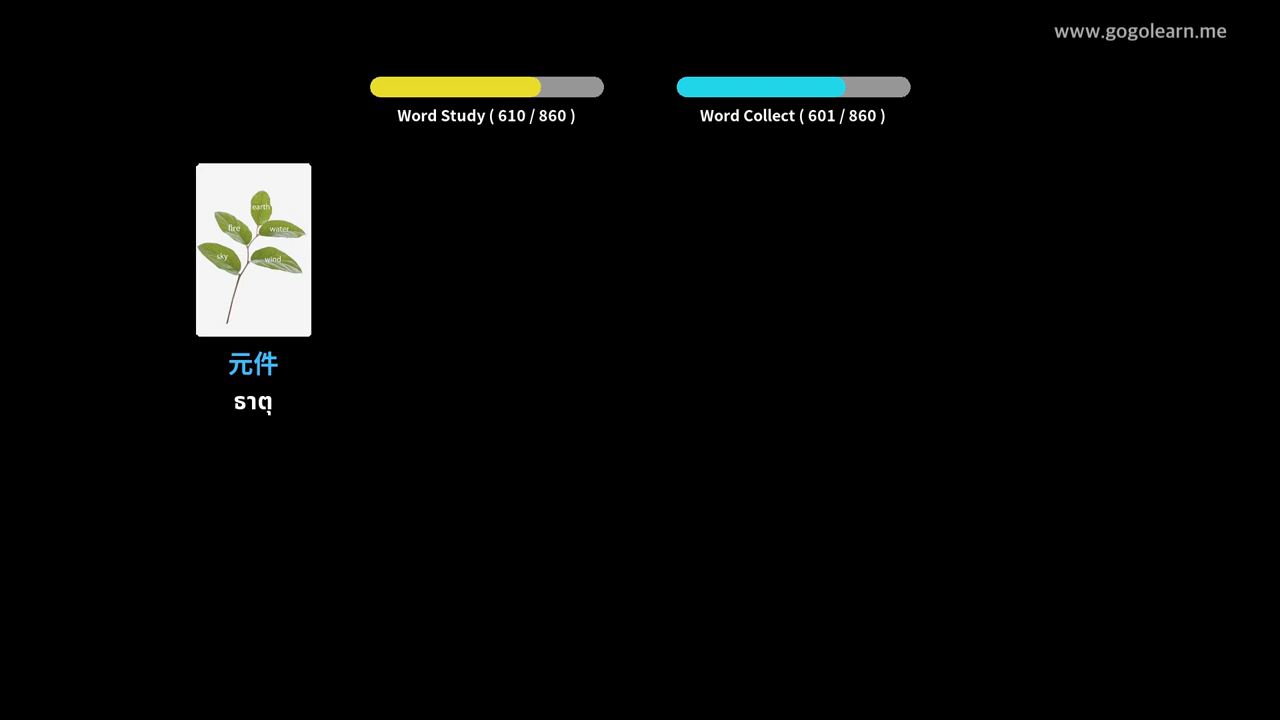 www.gogolearn.me
Word Study ( 610 / 860 )
Word Collect ( 601 / 860 )
earth
fire
water
sky
wind
元件
ธาตุ